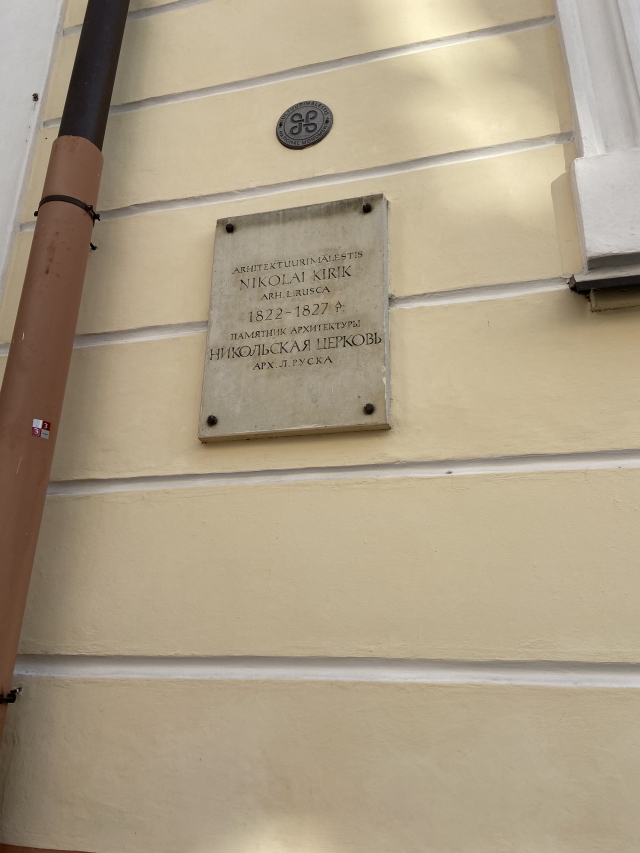 ARHITEKTUURIMÄLESTIS
NIKOLAI KIRIK
ARH. L. RUSCA
1822-1827 А. Г.
ПАМЯТНИК АРХИТЕКТУРЫ
НИКОЛЬСКАЯ ЦЕРКОВЬ
АРХ. Л. РУСКА